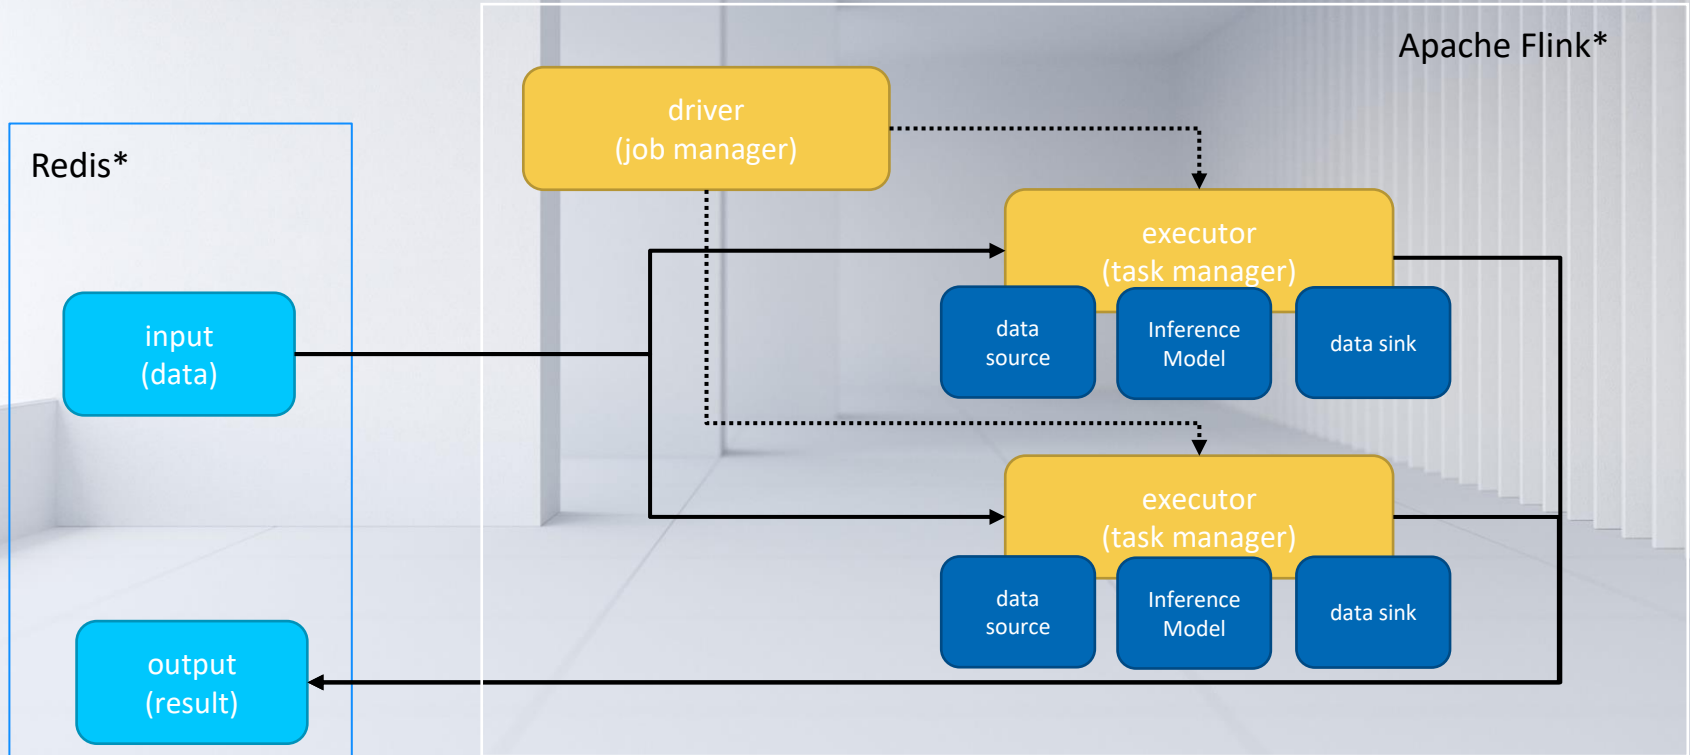 Apache Flink*
driver
(job manager)
Redis*
executor
(task manager)
input
(data)
data
source
Inference
Model
data sink
executor
(task manager)
data
source
Inference
Model
data sink
output
(result)